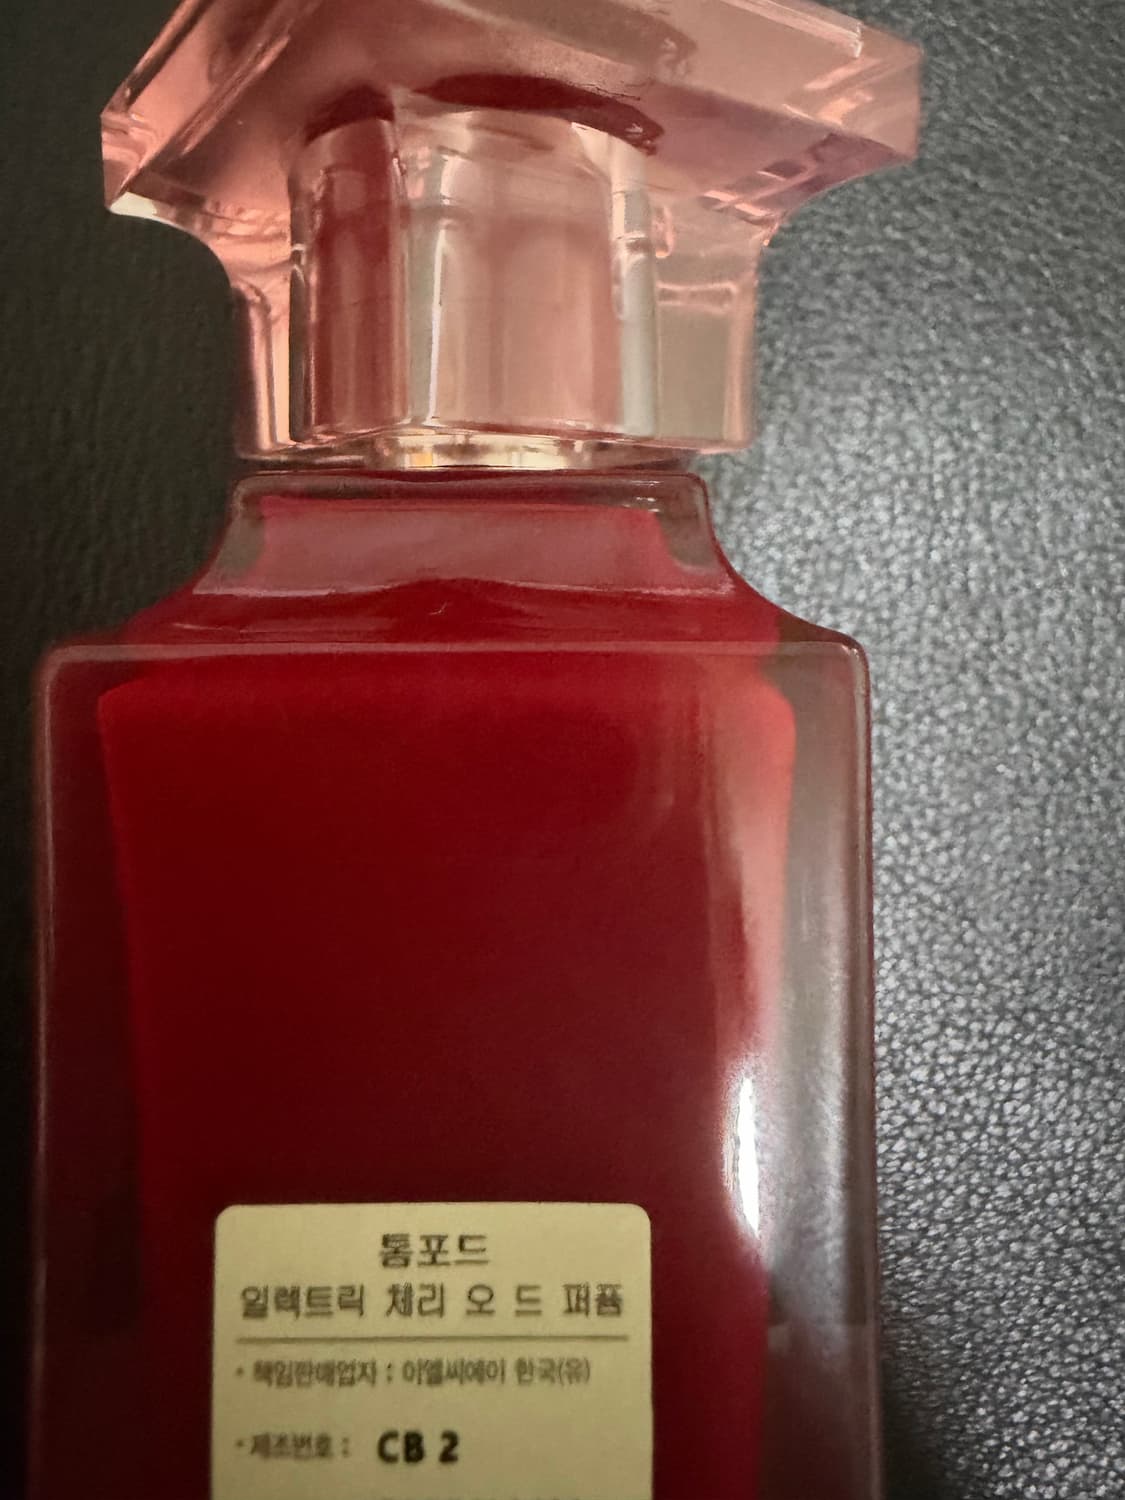 톰포드
일렉트릭 체리 오 드 퍼퓸
• 책임판매업자 : 이엘씨에이 한국(유)
• 제조번호 : CB 2